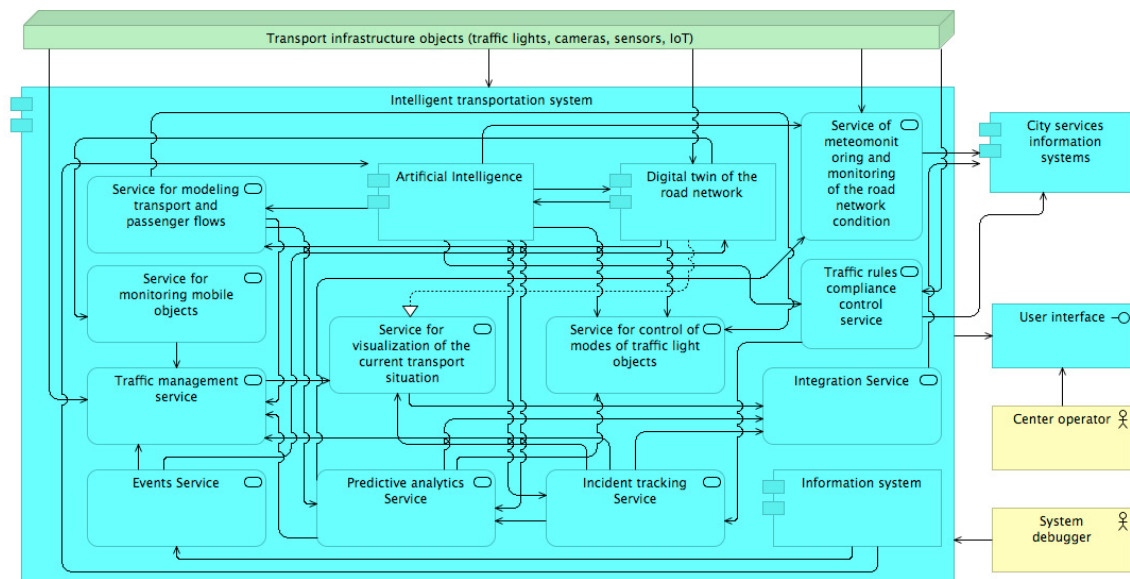 Transport infrastructure objects (traffic lights, cameras, sensors, IoT)
Intelligent transportation system
Service of
meteomonit
oring and
monitoring
of the road
network
condition
City services
information
systems
Service for modeling
transport and
passenger flows
Artificial Intelligence
Digital twin of the
road network
Service for
monitoring mobile
objects
Traffic rules
compliance
control
service
Service for
visualization of the
current transport
situation
Service for control of
modes of traffic light
objects
User interface
Traffic management
service
Integration Service
Center operator
Events Service
Predictive analytics
Service
Incident tracking
Service
Information system
System
debugger